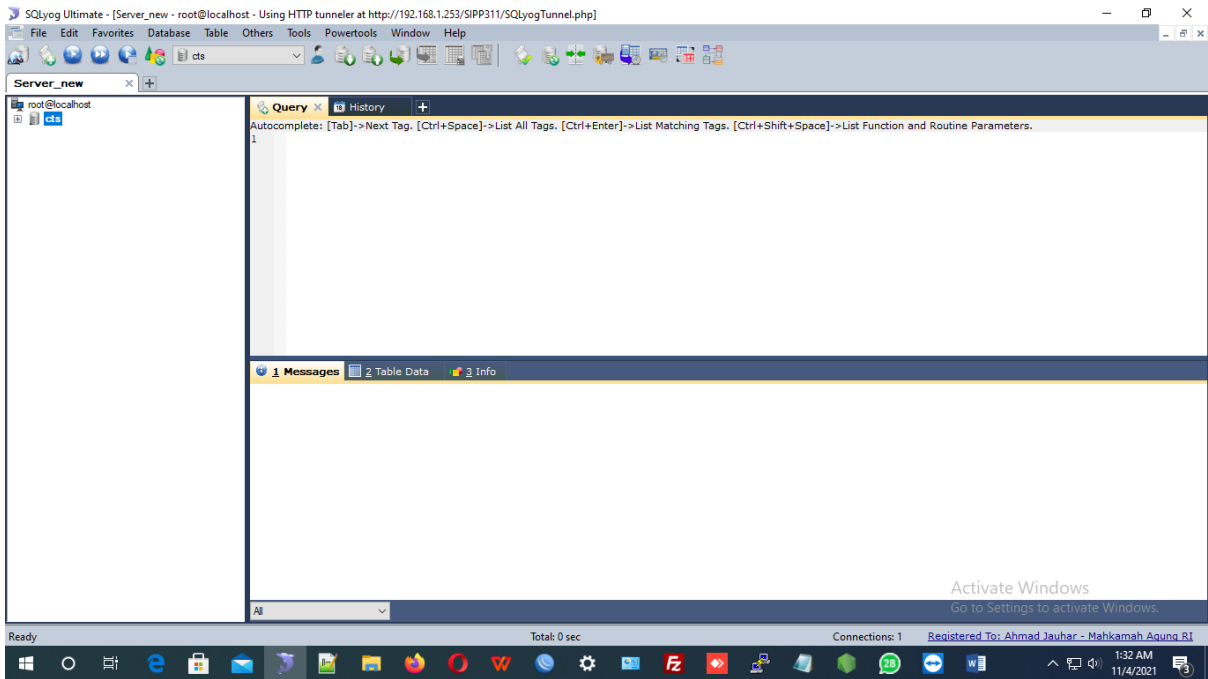 SQLyog Ultimate - [Server_new - root@localhost - Using HTTP tunneler at http://192.168.1.253/SIPP311/SQLyogTunnel.php]
File Edit Favorites Database Table Others Tools Powertools Window Help
cts
Server_new
root@localhost
cts
Query History
Autocomplete: [Tab]->Next Tag. [Ctrl+Space]->List All Tags. [Ctrl+Enter]->List Matching Tags. [Ctrl+Shift+Space]->List Function and Routine Parameters.
1
1 Messages 2 Table Data 3 Info
Activate Windows
Go to Settings to activate Windows.
All
Ready Total: 0 sec Connections: 1 Registered To: Ahmad Jauhar - Mahkamah Agung RI
28
1:32 AM
11/4/2021
3